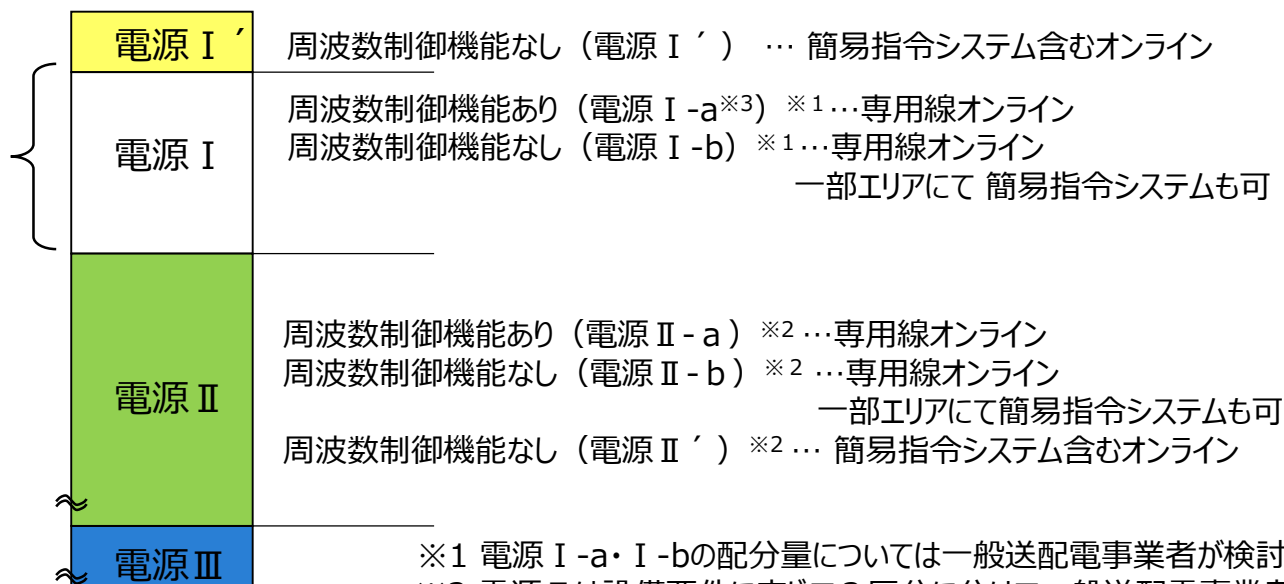 電源Ⅰ´
周波数制御機能なし（電源Ⅰ´） … 簡易指令システム含むオンライン
電源Ⅰ
周波数制御機能あり（電源Ⅰ-a※3）※1…専用線オンライン
周波数制御機能なし（電源Ⅰ-b）※1…専用線オンライン
一部エリアにて 簡易指令システムも可
電源Ⅱ
周波数制御機能あり（電源Ⅱ-a）※2…専用線オンライン
周波数制御機能なし（電源Ⅱ-b）※2…専用線オンライン
一部エリアにて簡易指令システムも可
周波数制御機能なし（電源Ⅱ´）※2… 簡易指令システム含むオンライン
電源Ⅲ
※1 電源Ⅰ-a・Ⅰ-bの配分量については一般送配電事業者が検討